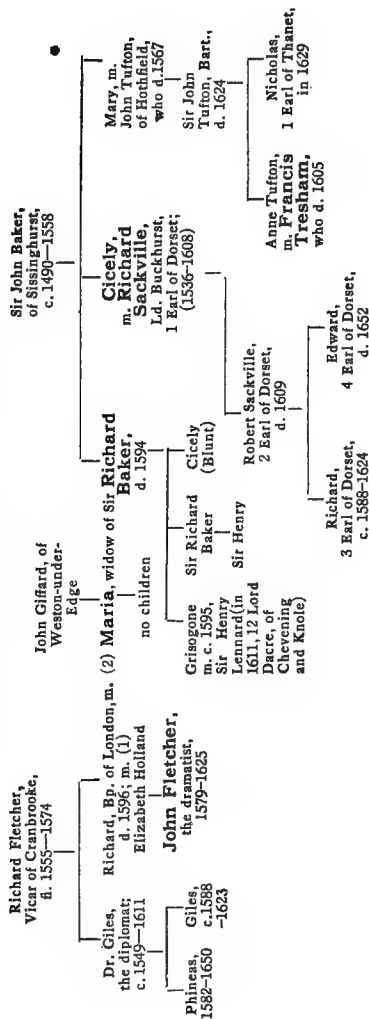 Richard Fletcher,
Vicar of Cranbrooke,
fl. 1555—1574
Dr. Giles,
the diplomat;
c. 1549—1611
Phineas,
1582-1650
Giles,
c.1588
-1623
Richard, Bp. of London, m. (2) Maria, widow of Sir Richard
d. 1596; m. (1)
Elizabeth Holland
John Fletcher,
the dramatist,
1579-1625
John Giffard, of
Weston-under-
Edge
no children
Sir John Baker,
of Sissinghurst,
c. 1490—1558
Baker,
d. 1594
Grisogone
m. c. 1595,
Sir Henry
Lennard(in
1611, 12 Lord
Dacre, of
Chevening
and Knole)
Sir Richard
Baker
Sir Henry
Cicely
(Blunt)
Cicely,
m. Richard
Sackville,
Ld. Buckhurst,
1 Earl of Dorset;
(1536-1608)
Robert Sackville,
2 Earl of Dorset,
d. 1609
Richard,
3 Earl of Dorset,
c. 1588-1624
Edward,
4 Earl of Dorset,
d. 1652
Mary, m.
John Tufton,
of Hothfield,
who d.1567
Sir John
Tufton, Bart.,
d. 1624
Anne Tufton,
m. Francis
Tresham,
who d. 1605
Nicholas,
1 Earl of Thanet,
in 1629